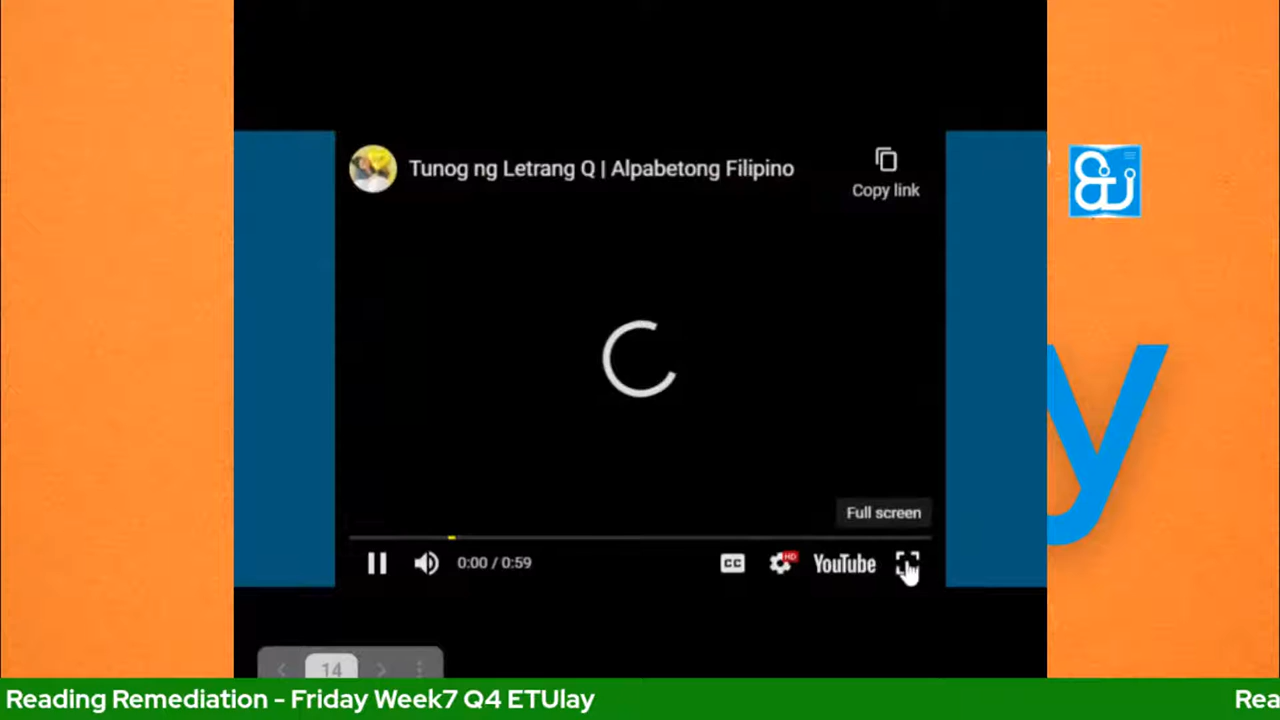 Tunog ng Letrang Q | Alpabetong Filipino
Copy link
Full screen
0:00 / 0:59
CC
HD
YouTube
y
14
Reading Remediation - Friday Week7 Q4 ETUlay
Rea